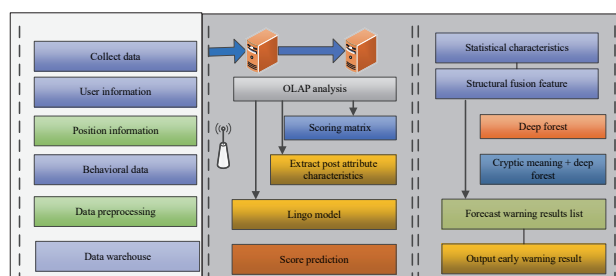 Collect data
User information
Position information
Behavioral data
Data preprocessing
Data warehouse
OLAP analysis
Scoring matrix
Extract post attribute
characteristics
Lingo model
Score prediction
Statistical characteristics
Structural fusion feature
Deep forest
Cryptic meaning + deep
forest
Forecast warning results list
Output early warning result